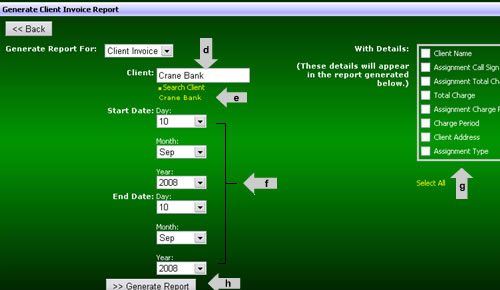 Generate Client Invoice Report
<< Back
Generate Report For: Client Invoice
d
Client: Crane Bank
Search Client
Crane Bank
e
Start Date: Day:
10
Month:
Sep
Year:
2008
f
End Date: Day:
10
Month:
Sep
Year:
2008
>> Generate Report
h
With Details:
(These details will appear
in the report generated
below.)
Client Name
Assignment Call Sign
Assignment Total Cha
Total Charge
Assignment Charge P
Charge Period
Client Address
Assignment Type
Select All
g